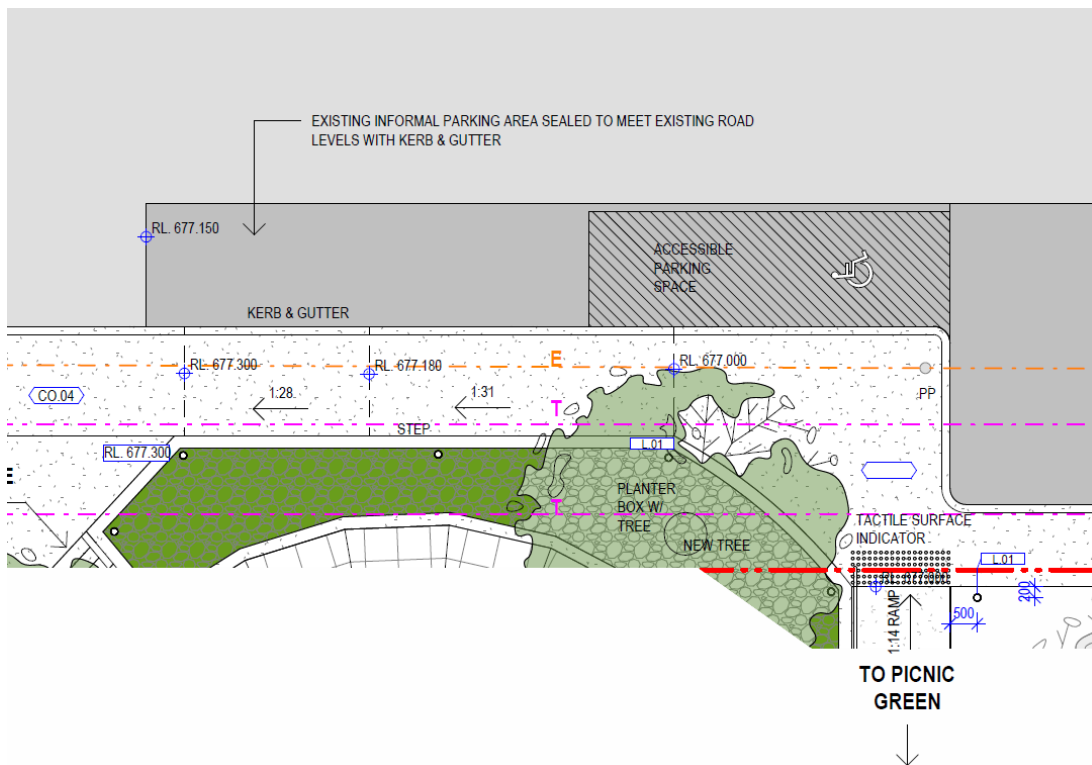 EXISTING INFORMAL PARKING AREA SEALED TO MEET EXISTING ROAD
LEVELS WITH KERB & GUTTER
RL. 677.150
ACCESSIBLE
PARKING
SPACE
KERB & GUTTER
RL. 677.300
RL. 677.180
E
RL. 677.000
CO.04
1:28
1:31
PP
T
STEP
RL. 677.300
L.01
E
PLANTER
BOX W/
TREE
T
NEW TREE
TACTILE SURFACE
INDICATOR
L.01
RL.
1:14 RAMP
500
200
TO PICNIC
GREEN